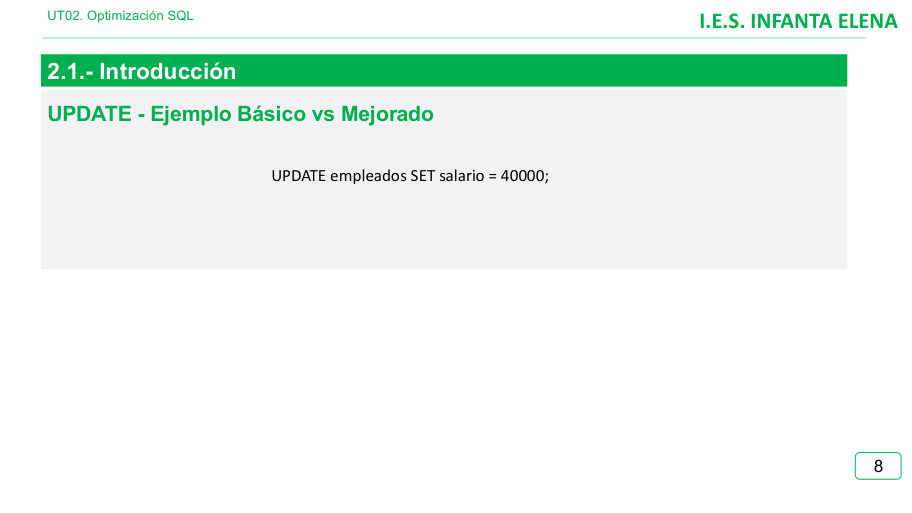 UT02. Optimización SQL
I.E.S. INFANTA ELENA
2.1.- Introducción
UPDATE - Ejemplo Básico vs Mejorado
UPDATE empleados SET salario = 40000;
8